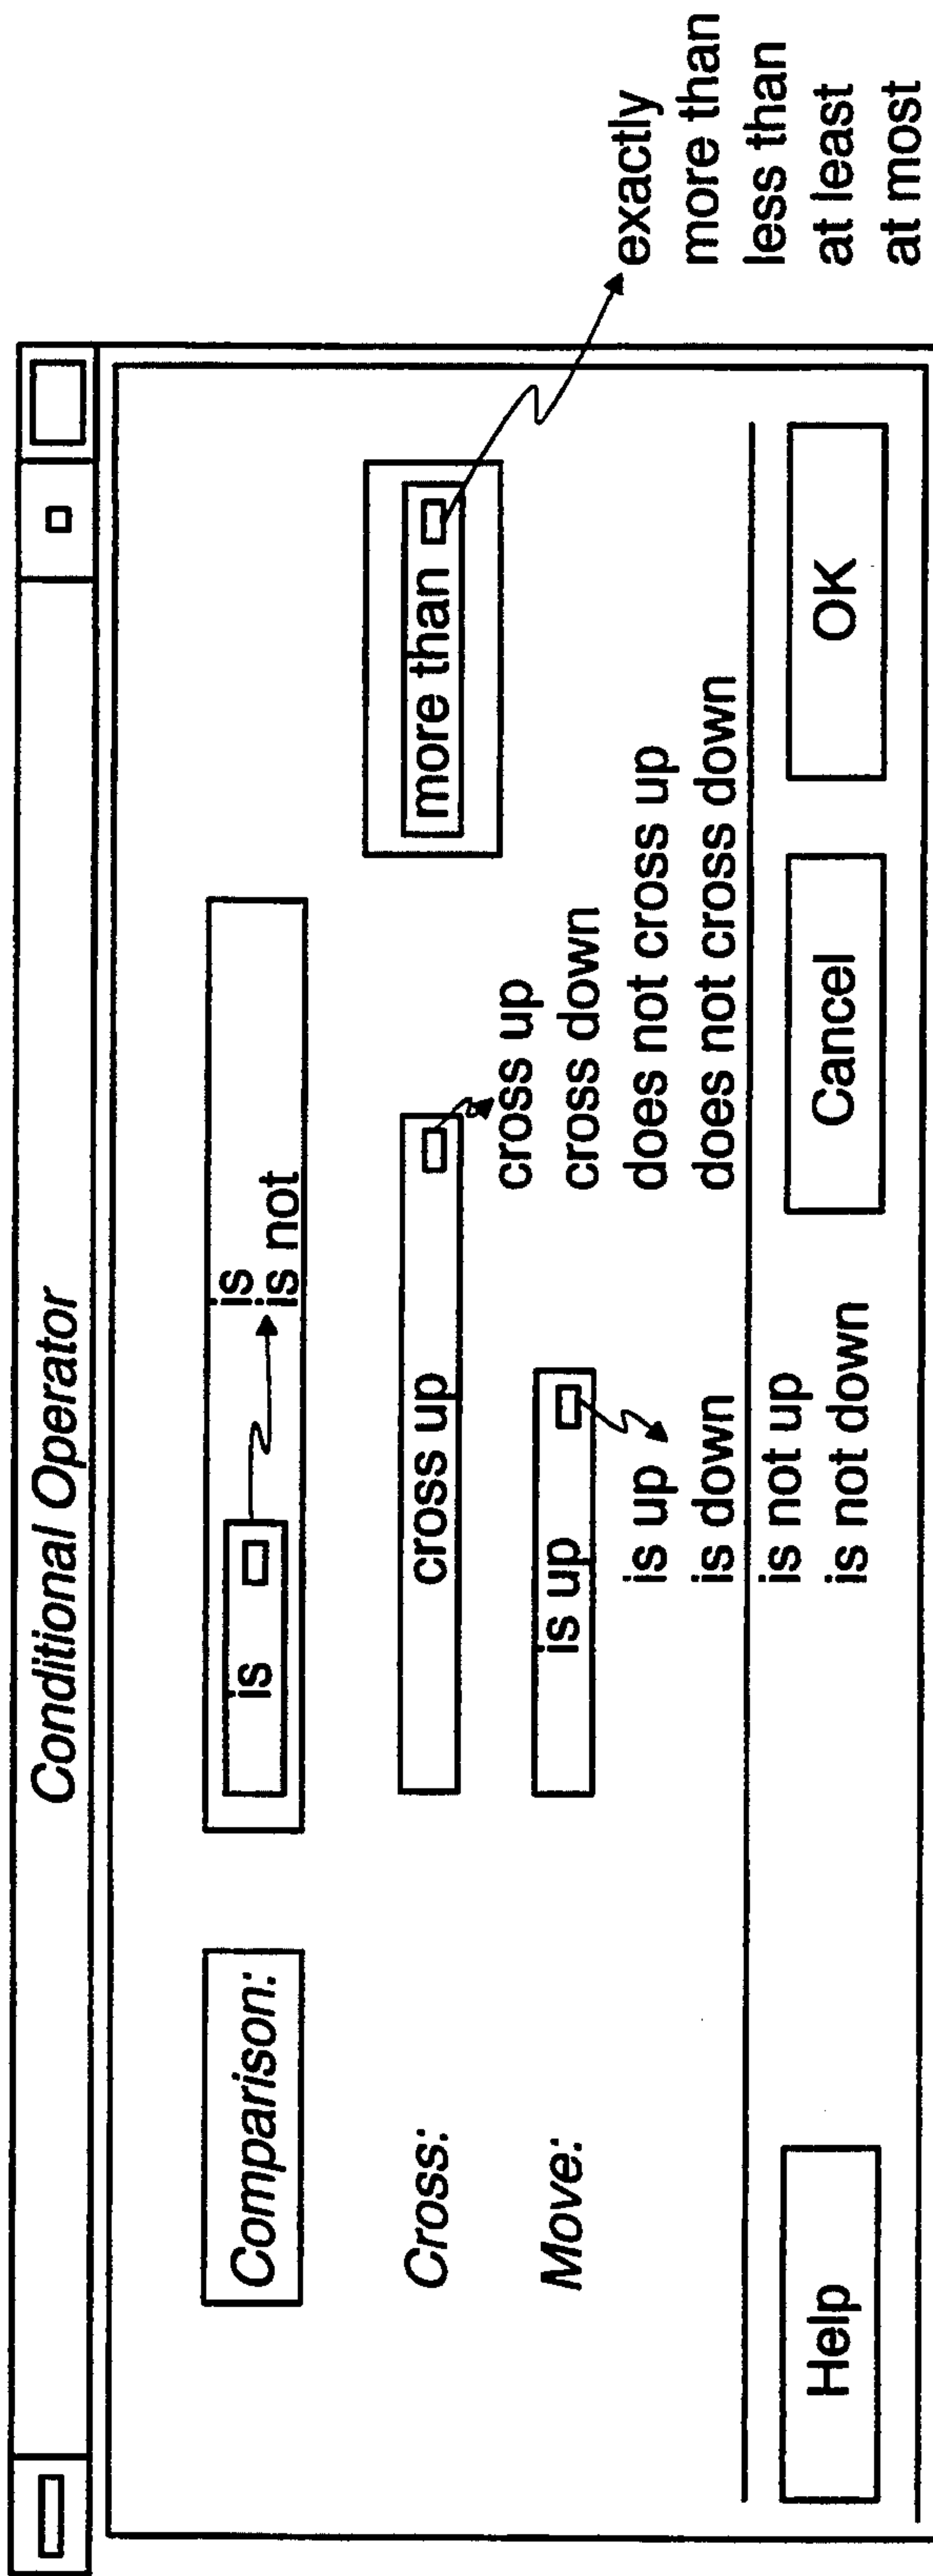 Conditional Operator
Comparison:
is
is
is not
Cross:
cross up
more than
cross up
cross down
does not cross up
does not cross down
exactly
more than
less than
at least
at most
Move:
is up
is up
is down
is not up
is not down
Help
Cancel
OK